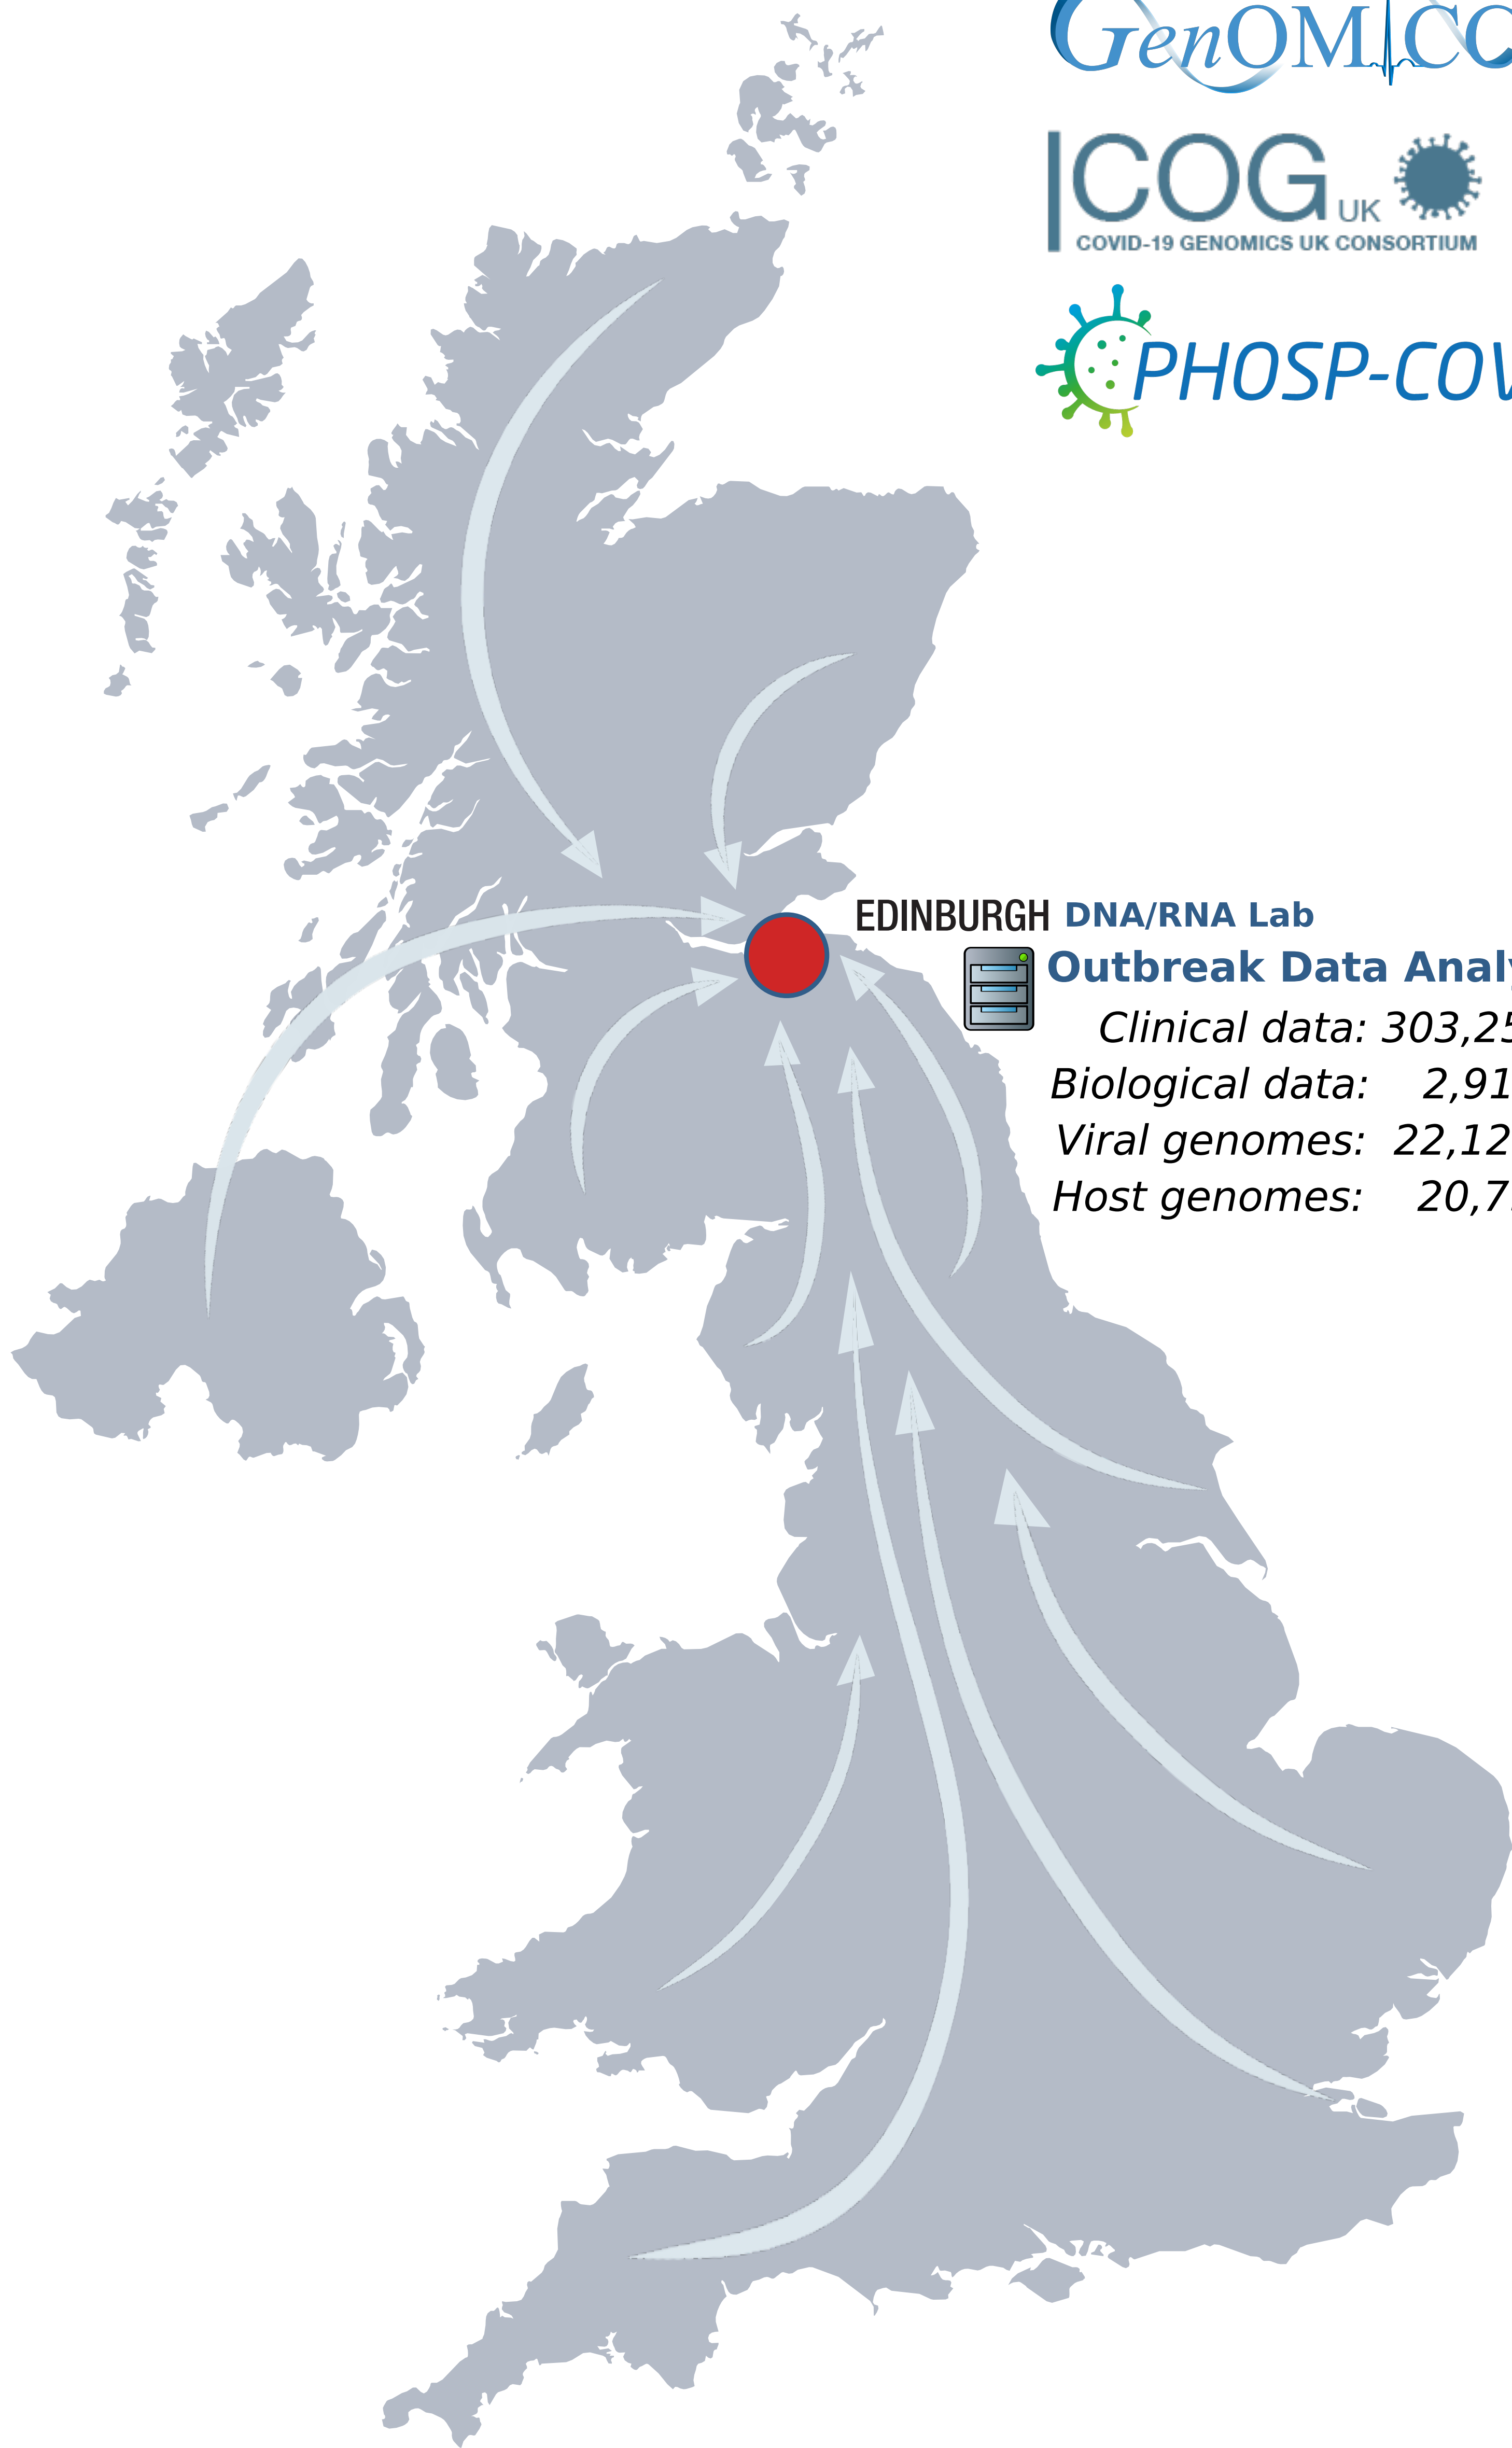 GenOMICC
COG UK
COVID-19 GENOMICS UK CONSORTIUM
PHOSP-COV
EDINBURGH DNA/RNA Lab
Outbreak Data Analy
Clinical data: 303,25
Biological data: 2,91
Viral genomes: 22,12
Host genomes: 20,7